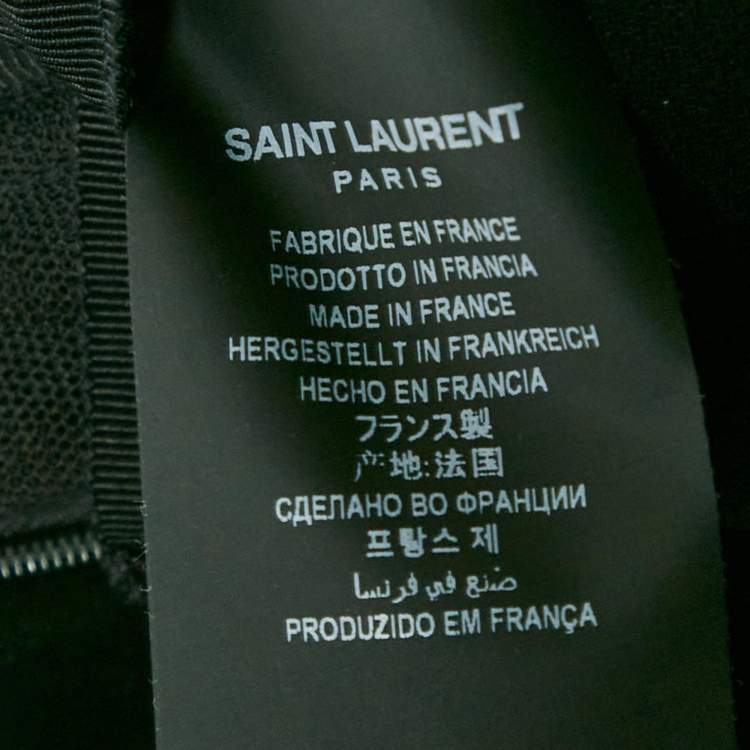 SAINT LAURENT
PARIS
FABRIQUE EN FRANCE
PRODOTTO IN FRANCIA
MADE IN FRANCE
HERGESTELLT IN FRANKREICH
HECHO EN FRANCIA
フランス製
产地:法国
СДЕЛАНО ВО ФРАНЦИИ
프랑스 제
صنع في فرنسا
PRODUZIDO EM FRANÇA